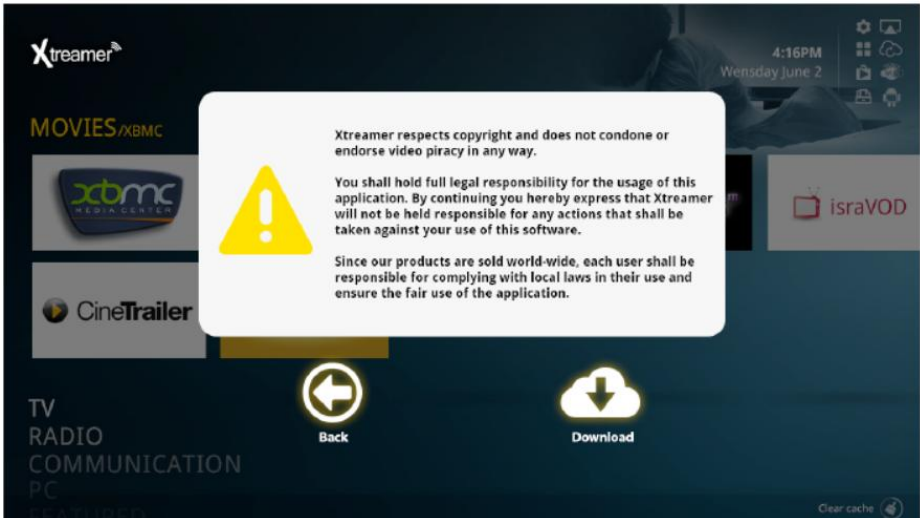 Xtreamer
4:16PM
Wensday June 2
MOVIES/XBMC
xbmc
MEDIA CENTER
Xtreamer respects copyright and does not condone or
endorse video piracy in any way.
You shall hold full legal responsibility for the usage of this
application. By continuing you hereby express that Xtreamer
will not be held responsible for any actions that shall be
taken against your use of this software.
Since our products are sold world-wide, each user shall be
responsible for complying with local laws in their use and
ensure the fair use of the application.
israVOD
CineTrailer
Back
Download
TV
RADIO
COMMUNICATION
PC
FEATURED
Clear cache